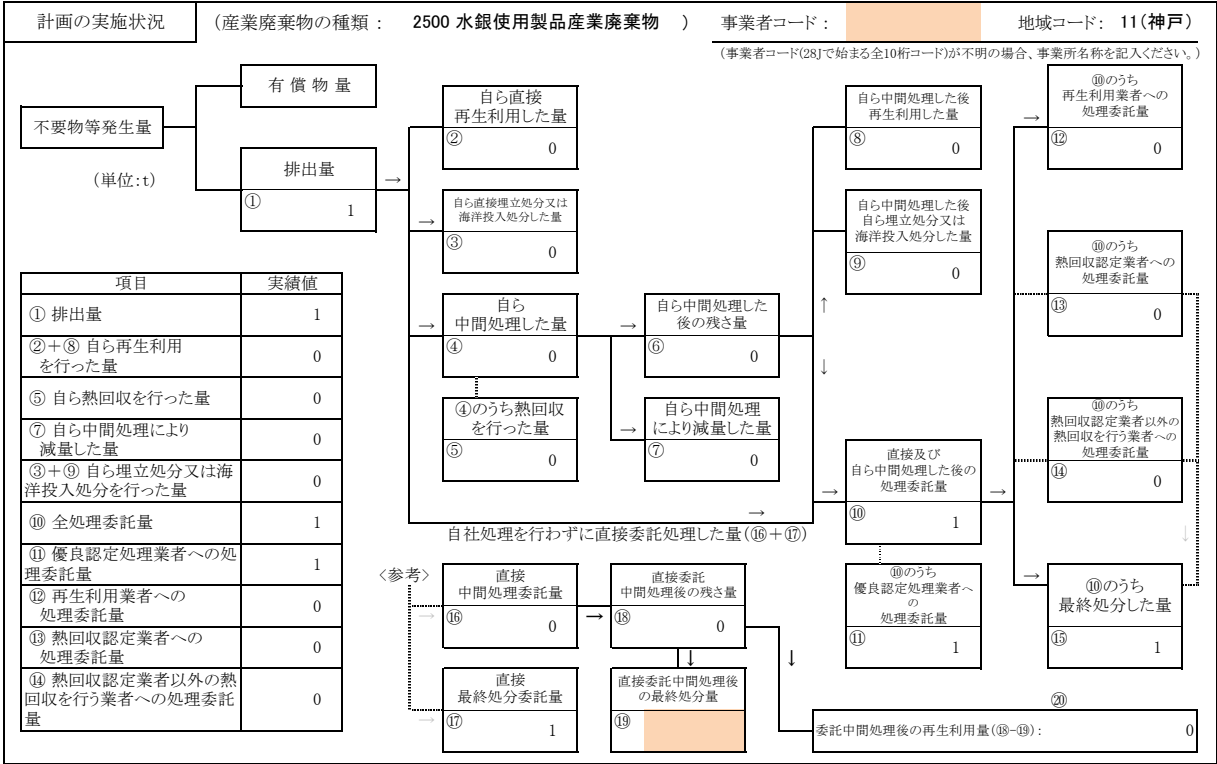 計画の実施状況 (産業廃棄物の種類： 2500 水銀使用製品産業廃棄物 ) 事業者コード： 地域コード： 11(神戸)
(事業者コード(28Jで始まる全10桁コード)が不明の場合、事業所名称を記入ください。)
不要物等発生量
(単位:t)
有 償 物 量
排出量
① 1
→
自ら直接
再生利用した量
② 0
→
自ら直接埋立処分又は
海洋投入処分した量
③ 0
→
自ら
中間処理した量
④ 0
④のうち熱回収
を行った量
⑤ 0
→
自ら中間処理した
後の残さ量
⑥ 0
→
自ら中間処理
により減量した量
⑦ 0
自ら中間処理した後
再生利用した量
⑧ 0
自ら中間処理した後
自ら埋立処分又は
海洋投入処分した量
⑨ 0
↑
↓
→
自社処理を行わずに直接委託処理した量(⑯＋⑰)
→
直接及び
自ら中間処理した後の
処理委託量
⑩ 1
→
⑩のうち
優良認定処理業者へ
の
処理委託量
⑪ 1
→
⑩のうち
再生利用業者への
処理委託量
⑫ 0
⑩のうち
熱回収認定業者への
処理委託量
⑬ 0
⑩のうち
熱回収認定業者以外の
熱回収を行う業者への
処理委託量
⑭ 0
↓
→
⑩のうち
最終処分した量
⑮ 1
項目 実績値
① 排出量 1
②＋⑧ 自ら再生利用
を行った量 0
⑤ 自ら熱回収を行った量 0
⑦ 自ら中間処理により
減量した量 0
③＋⑨ 自ら埋立処分又は海
洋投入処分を行った量 0
⑩ 全処理委託量 1
⑪ 優良認定処理業者への処
理委託量 1
⑫ 再生利用業者への
処理委託量 0
⑬ 熱回収認定業者への
処理委託量 0
⑭ 熱回収認定業者以外の熱
回収を行う業者への処理委託
量 0
〈参考〉
→
直接
中間処理委託量
⑯ 0
→
直接委託
中間処理後の残さ量
⑱ 0
↓
↓
→
直接
最終処分委託量
⑰ 1
直接委託中間処理後
の最終処分量
⑲
⑳
委託中間処理後の再生利用量(⑱-⑲)： 0